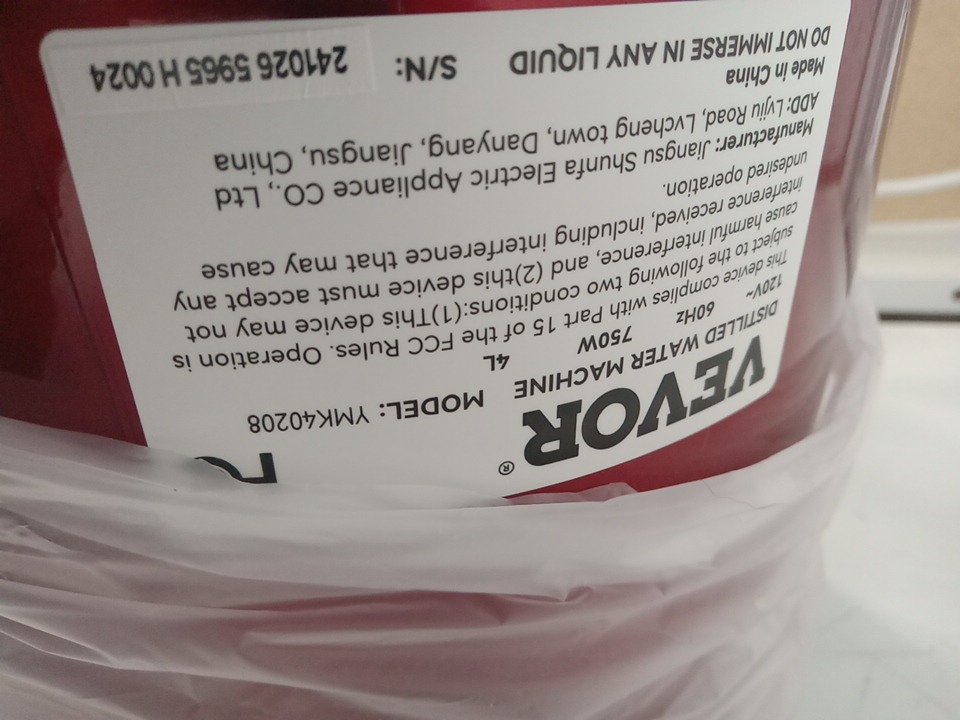 VEVOR®
DISTILLED WATER MACHINE MODEL: YMK40208
120V~ 60Hz 750W 4L
This device complies with Part 15 of the FCC Rules. Operation is
subject to the following two conditions:(1)This device may not
cause harmful interference, and (2)this device must accept any
interference received, including interference that may cause
undesired operation.
Manufacturer: Jiangsu Shunfa Electric Appliance CO., Ltd
ADD: Lvjiu Road, Lvcheng town, Danyang, Jiangsu, China
Made in China
DO NOT IMMERSE IN ANY LIQUID S/N: 241026 5965 H 0024